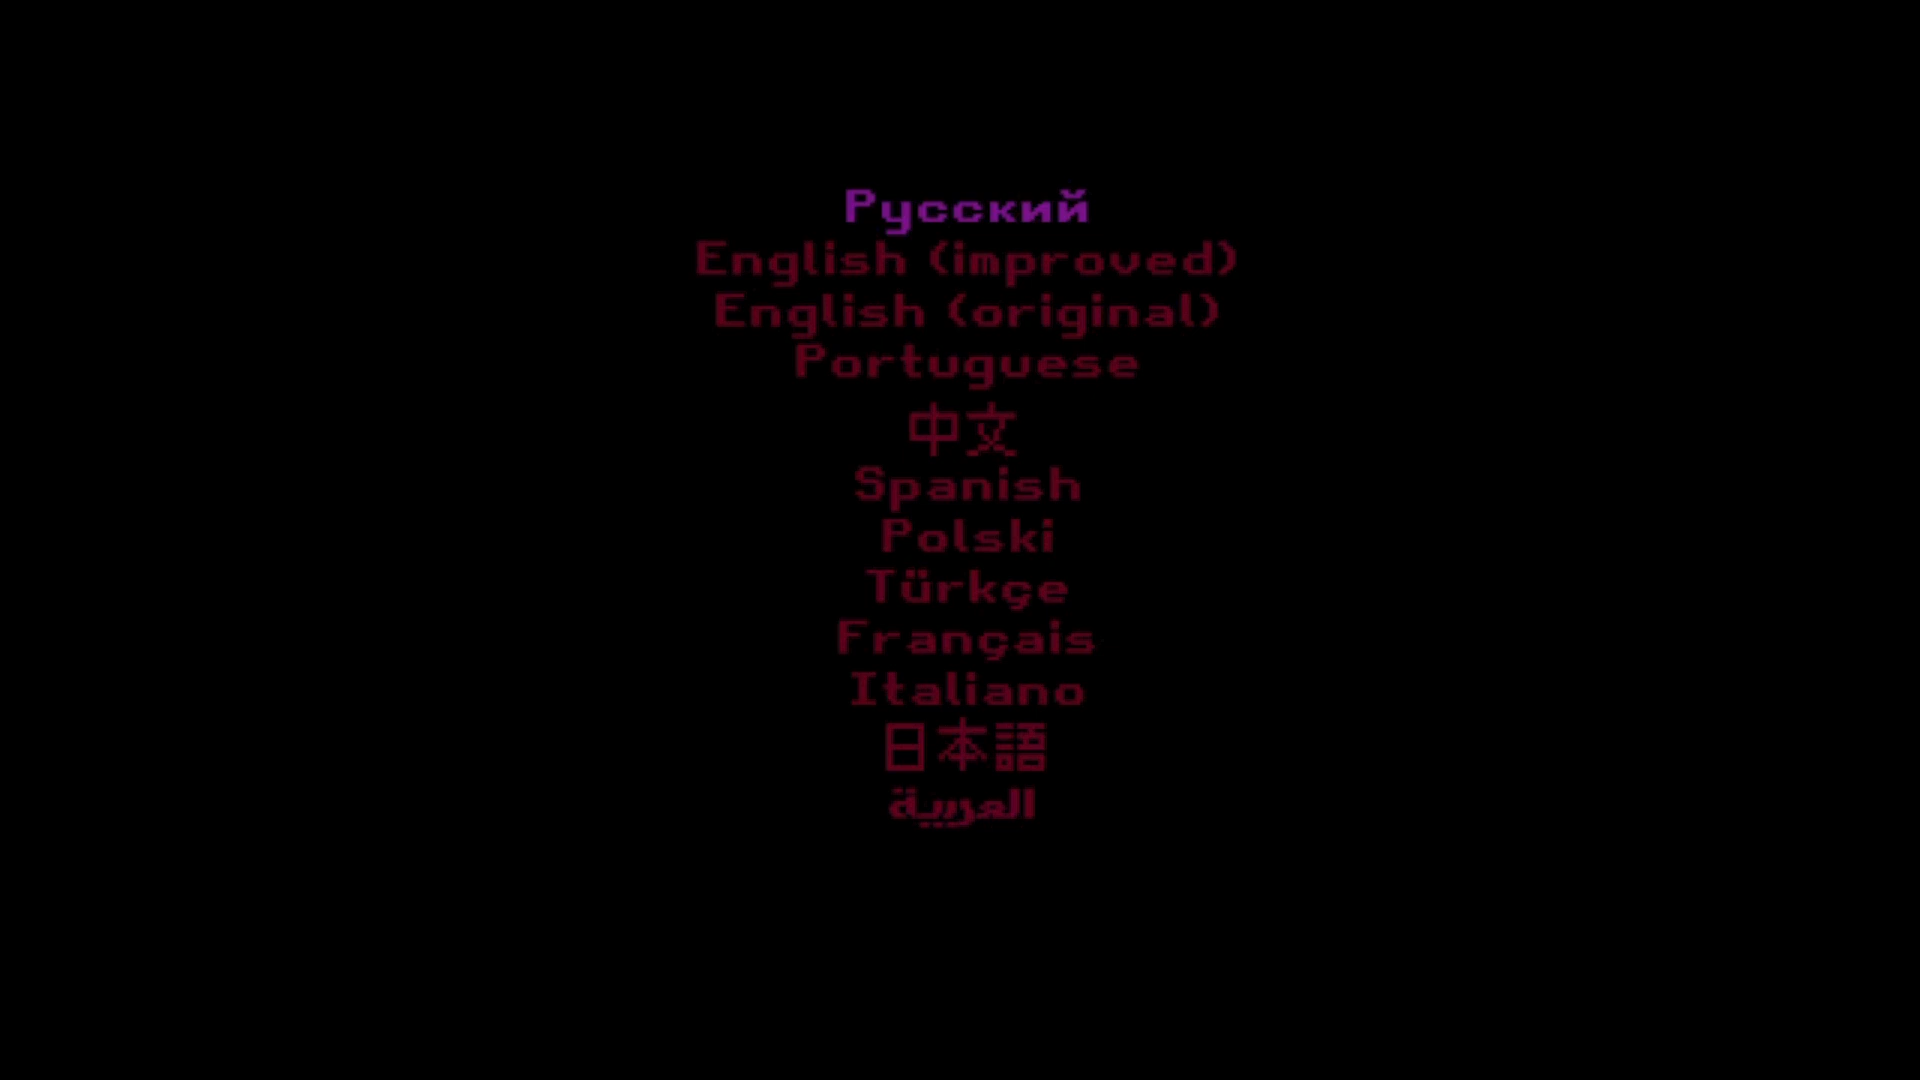 Русский
English (improved)
English (original)
Portuguese
中文
Spanish
Polski
Türkçe
Français
Italiano
日本語
العربية